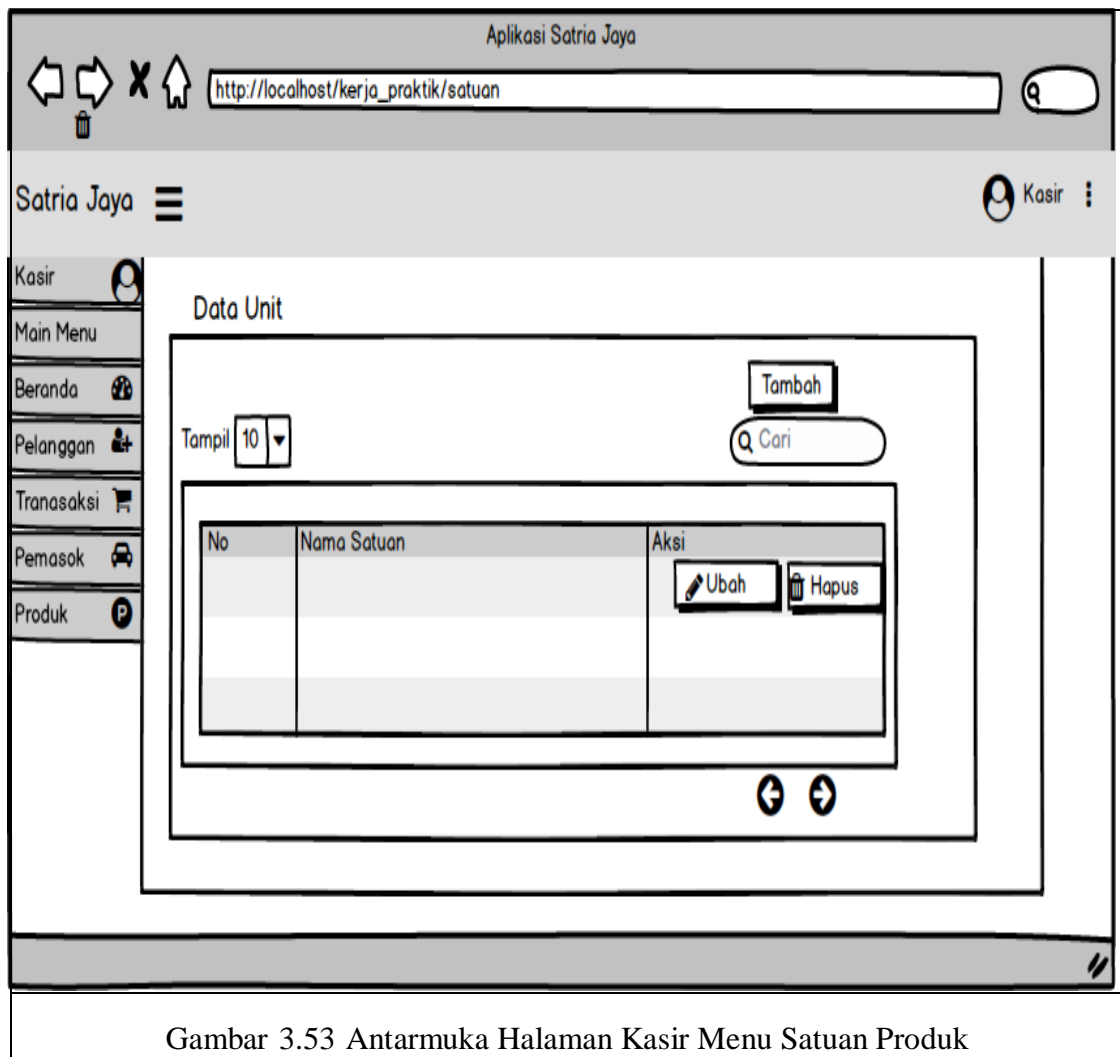 Aplikasi Satria Jaya
http://localhost/kerja_praktik/satuan
Satria Jaya
Kasir
Kasir
Main Menu
Beranda
Pelanggan
Tranasaksi
Pemasok
Produk
P
Data Unit
Tambah
Tampil 10
Cari
No Nama Satuan Aksi
Ubah Hapus
Gambar 3.53 Antarmuka Halaman Kasir Menu Satuan Produk